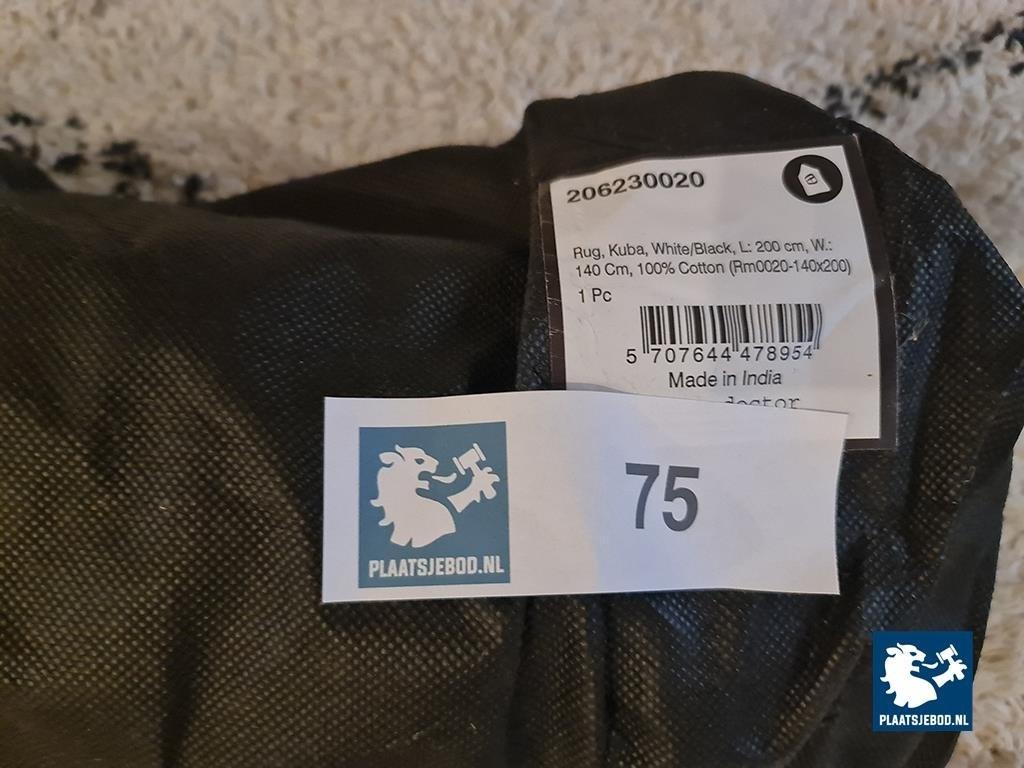 206230020
Rug, Kuba, White/Black, L: 200 cm, W.:
140 Cm, 100% Cotton (Rm0020-140x200)
1 Pc
5 707644 478954
Made in India
75
PLAATSJEBOD.NL
PLAATSJEBOD.NL